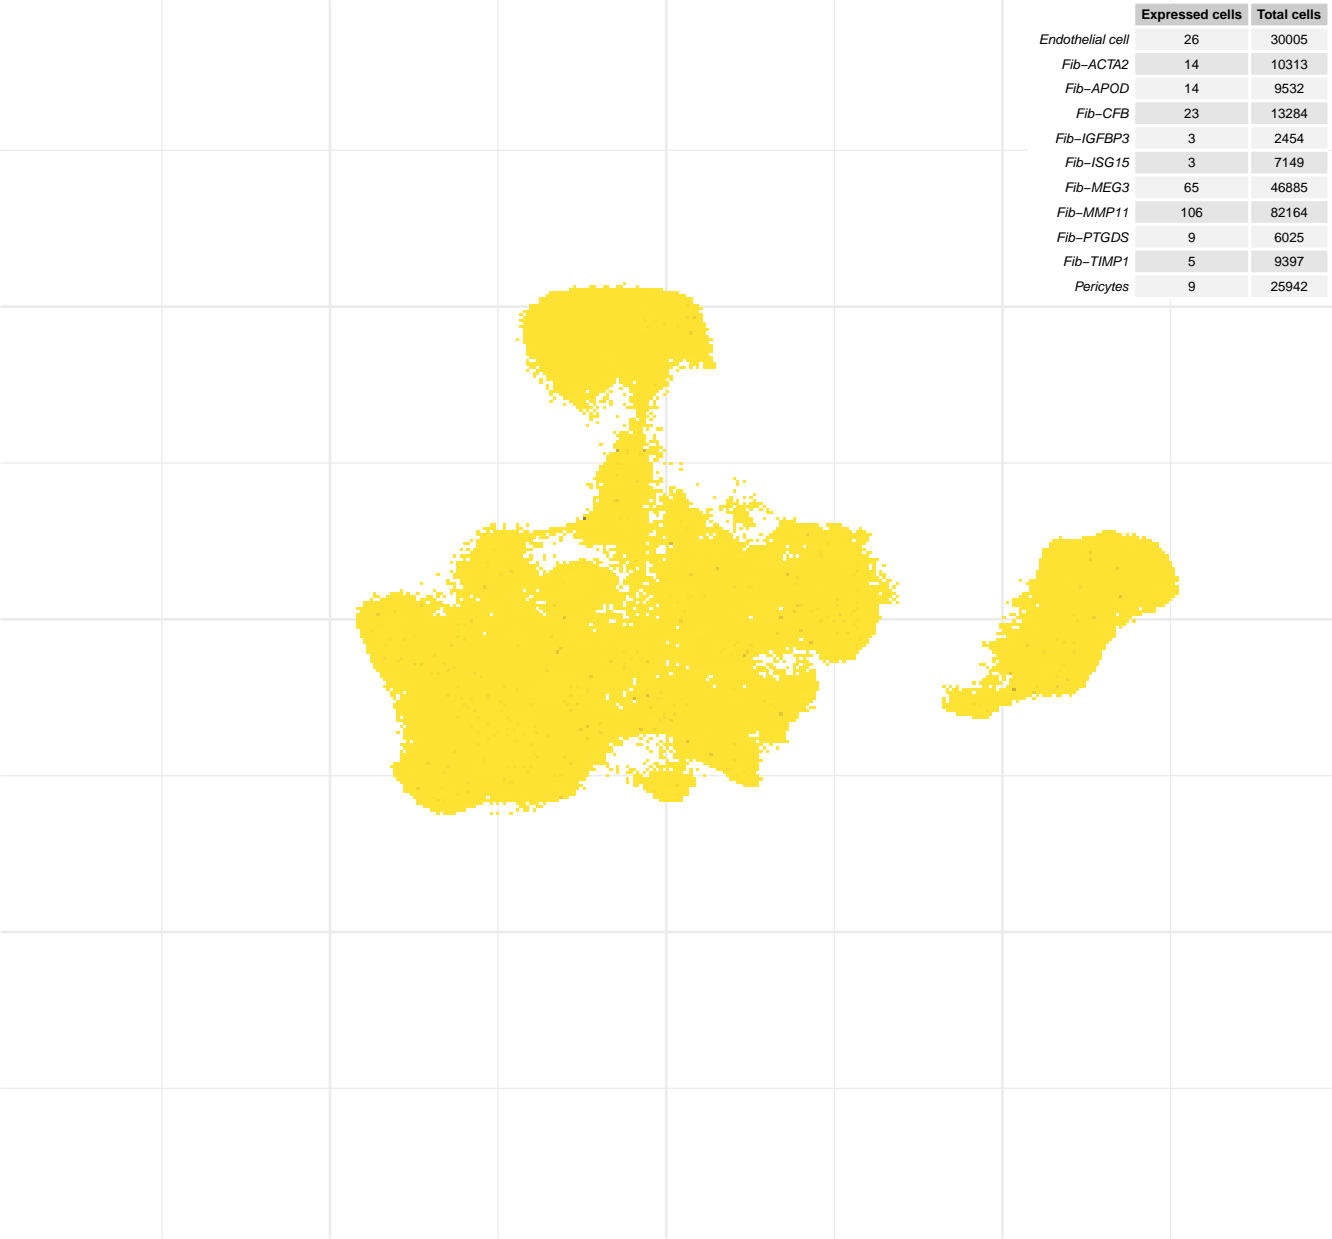 Expressed cells Total cells
Endothelial cell 26 30005
Fib−ACTA2 14 10313
Fib−APOD 14 9532
Fib−CFB 23 13284
Fib−IGFBP3 3 2454
Fib−ISG15 3 7149
Fib−MEG3 65 46885
Fib−MMP11 106 82164
Fib−PTGDS 9 6025
Fib−TIMP1 5 9397
Pericytes 9 25942